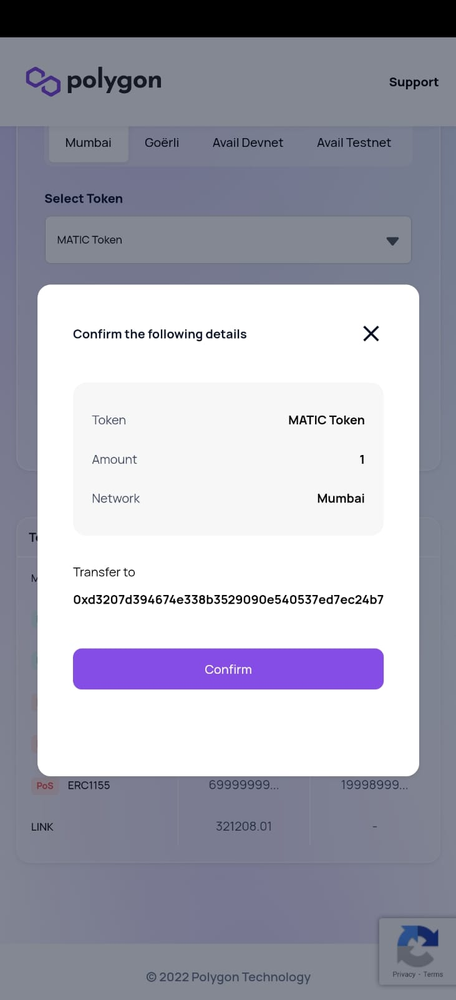 polygon
Support
Mumbai Goërli Avail Devnet Avail Testnet
Select Token
MATIC Token
Confirm the following details
Token MATIC Token
Amount 1
Network Mumbai
Transfer to
0xd3207d394674e338b3529090e540537ed7ec24b7
Confirm
PoS ERC1155 69999999... 19998999...
LINK 321208.01 -
Privacy - Terms
© 2022 Polygon Technology